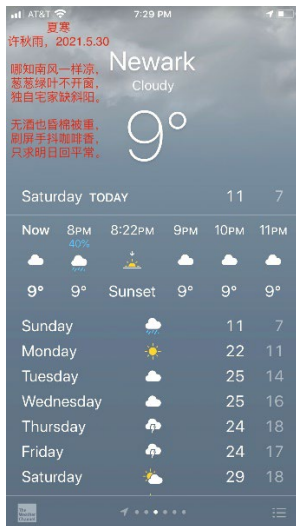 AT&T 7:29 PM
夏寒
许秋雨，2021.5.30
哪知南风一样凉，
葱葱绿叶不开窗，
独自宅家缺斜阳。
无酒也昏棉被重，
刷屏手抖咖啡香，
只求明日回平常。
Newark
Cloudy
9°
Saturday TODAY 11 7
Now 8PM 8:22PM 9PM 10PM 11PM
40%
9° 9° Sunset 9° 9° 9°
Sunday 11 7
Monday 22 11
Tuesday 25 14
Wednesday 25 16
Thursday 24 18
Friday 24 17
Saturday 29 18
The
Weather
Channel